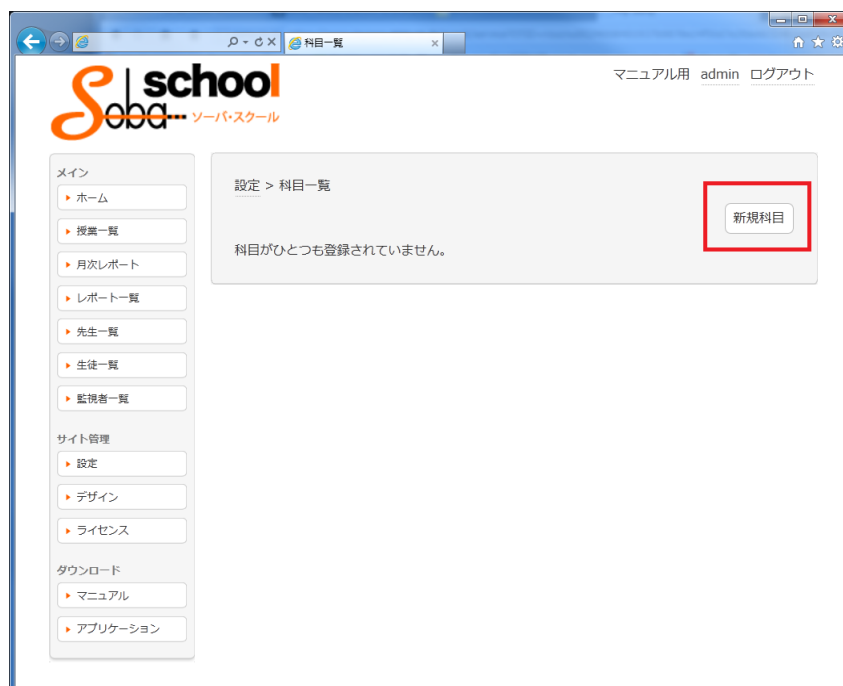 科目一覧
マニュアル用 admin ログアウト
Soba school
ソーバ・スクール
メイン
ホーム
授業一覧
月次レポート
レポート一覧
先生一覧
生徒一覧
監視者一覧
サイト管理
設定
デザイン
ライセンス
ダウンロード
マニュアル
アプリケーション
設定 > 科目一覧
新規科目
科目がひとつも登録されていません。